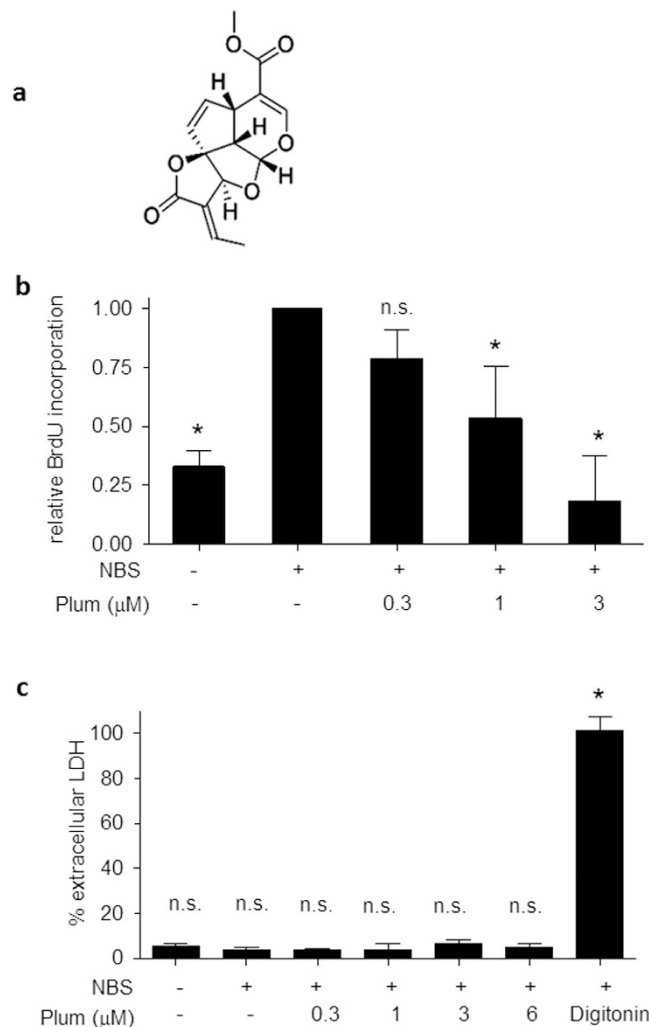 a
O
O
H
H
O
H
O
O
O
H
b
relative BrdU incorporation
1.00
0.75
0.50
0.25
0.00
*
n.s.
*
*
NBS - + + + +
Plum (μM) - - 0.3 1 3
c
% extracellular LDH
100
80
60
40
20
0
n.s. n.s. n.s. n.s. n.s. n.s. *
NBS - + + + + + +
Plum (μM) - - 0.3 1 3 6 Digitonin